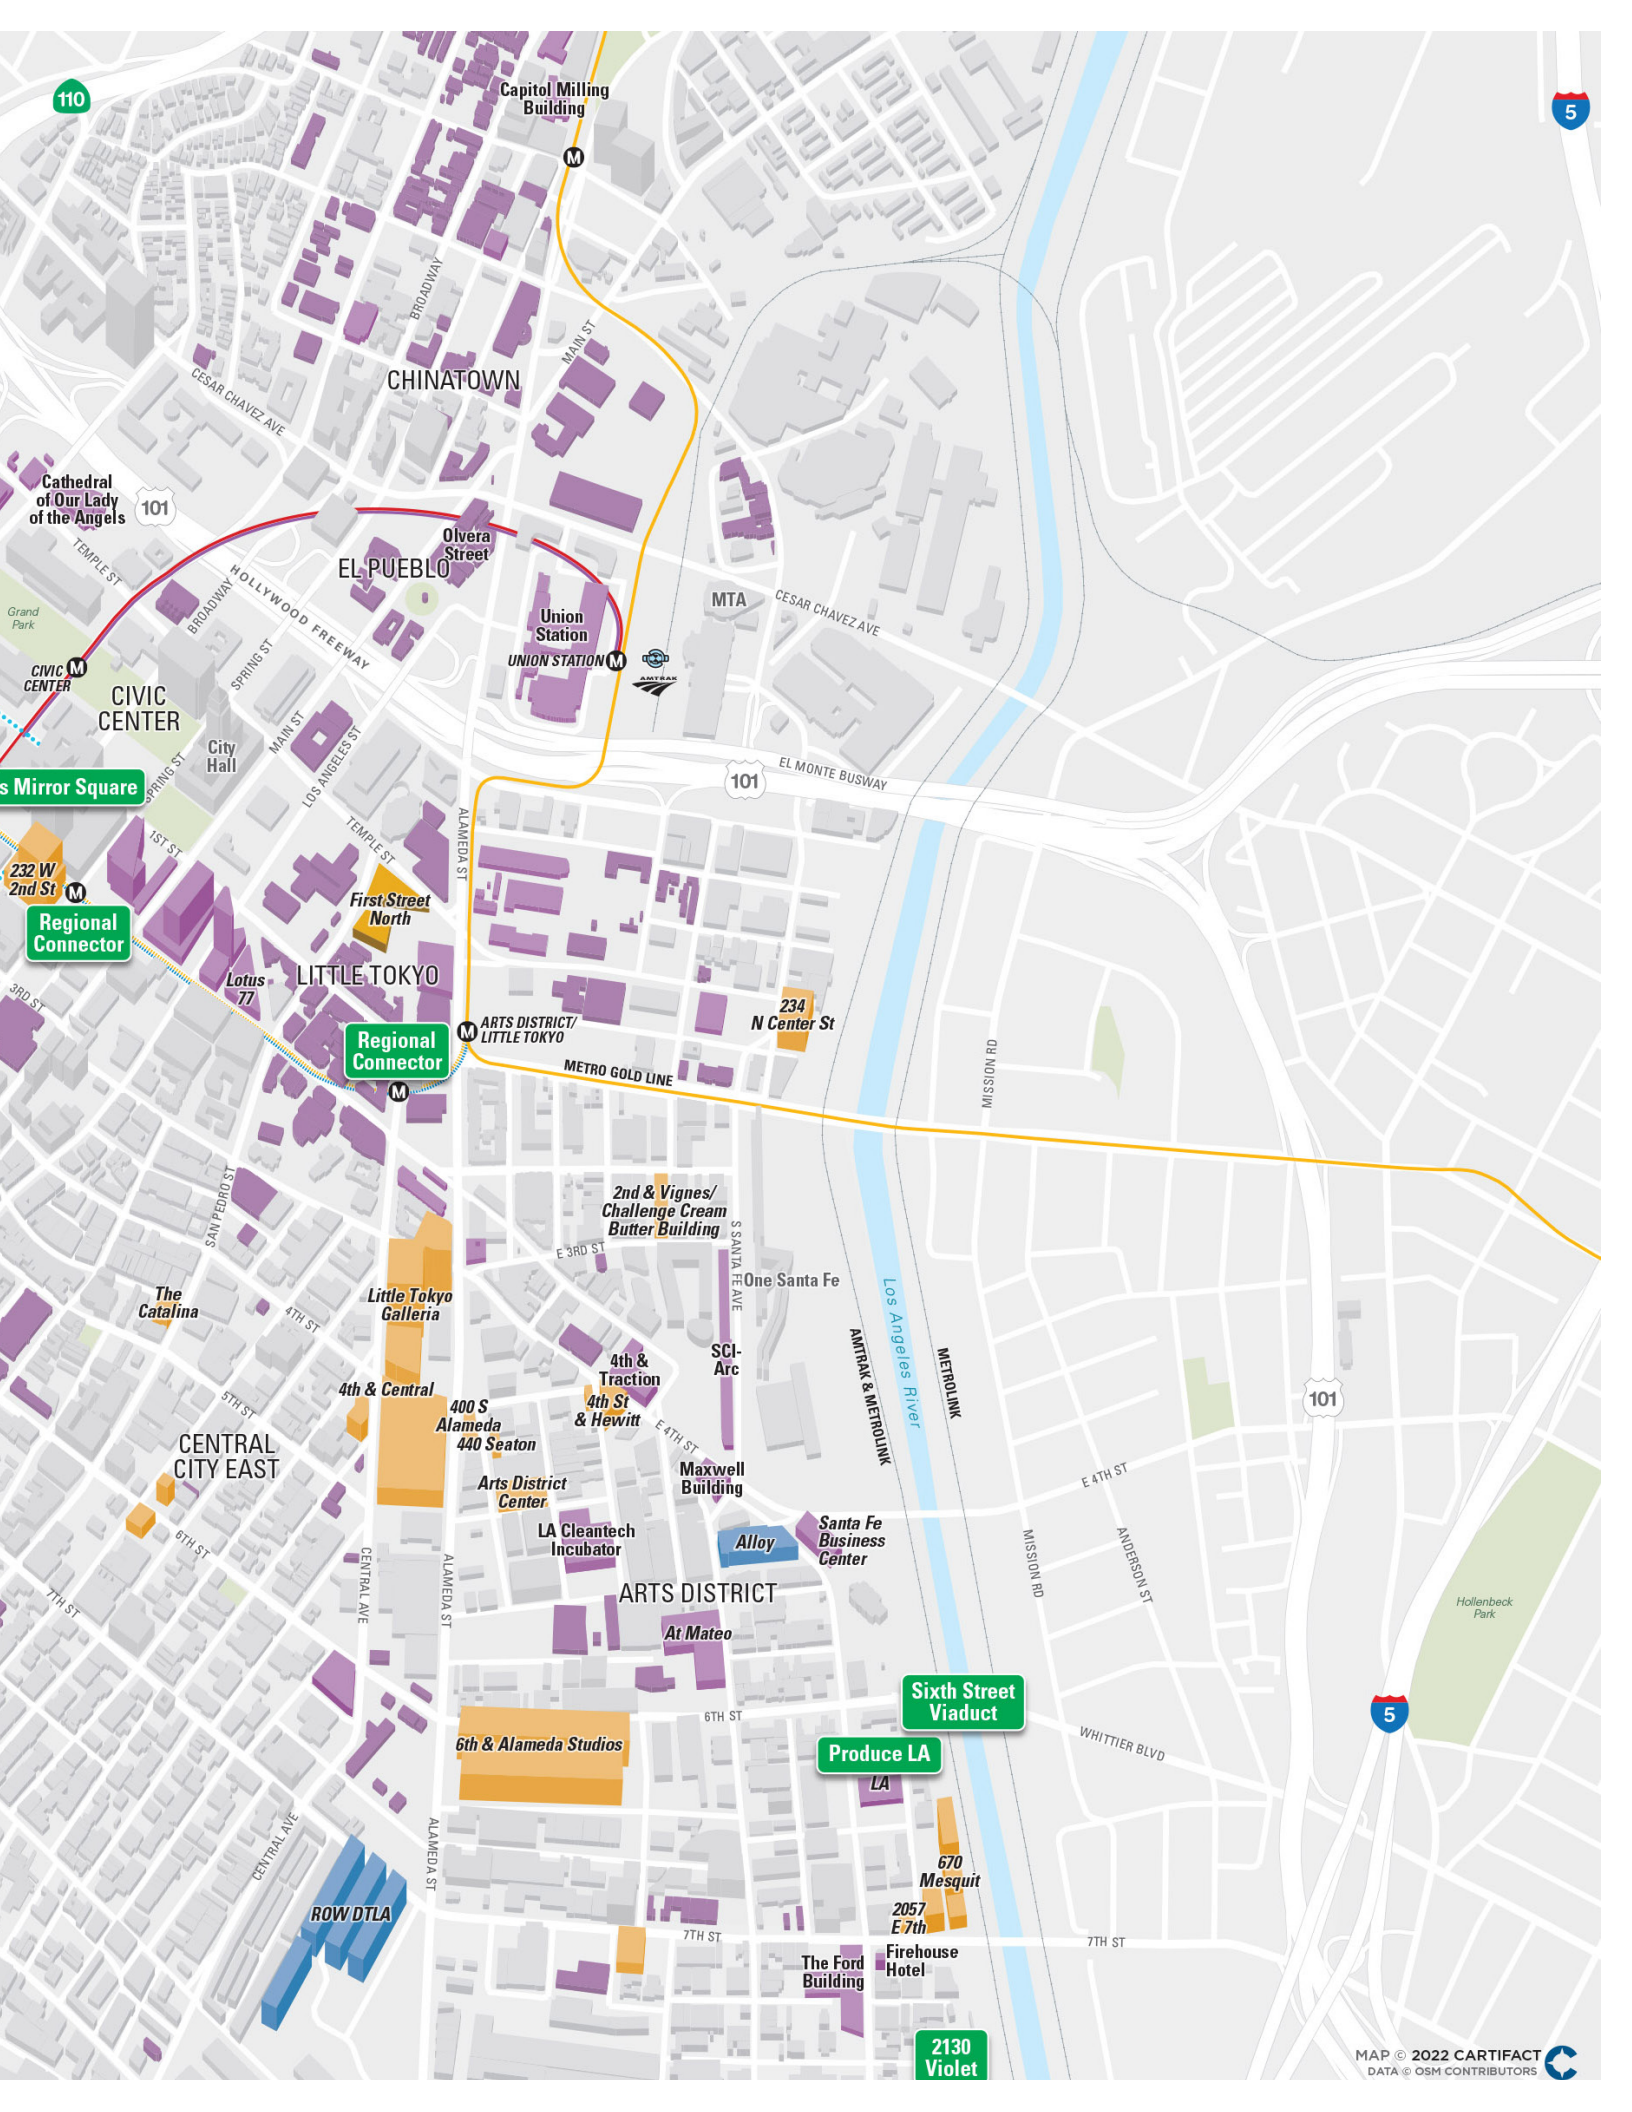 Capitol Milling
Building
110
5
M
BROADWAY
MAIN ST
CHINATOWN
CESAR CHAVEZ AVE
Cathedral
of Our Lady
of the Angels
101
TEMPLE ST
Olvera
Street
EL PUEBLO
HOLLYWOOD FREEWAY
BROADWAY
Grand
Park
MTA
CESAR CHAVEZ AVE
Union
Station
UNION STATION
M
AMTRAK
CIVIC
CENTER
M
SPRING ST
CIVIC
CENTER
City
Hall
MAIN ST
LOS ANGELES ST
SPRING ST
s Mirror Square
101
EL MONTE BUSWAY
ALAMEDA ST
1ST ST
TEMPLE ST
232 W
2nd St
M
First Street
North
Regional
Connector
LITTLE TOKYO
Lotus
77
3RD ST
234
N Center St
M
ARTS DISTRICT/
LITTLE TOKYO
Regional
Connector
M
METRO GOLD LINE
MISSION RD
SAN PEDRO ST
2nd & Vignes/
Challenge Cream
Butter Building
E 3RD ST
S SANTA FE AVE
One Santa Fe
Los Angeles River
The
Catalina
Little Tokyo
Galleria
4TH ST
AMTRAK & METROLINK
METROLINK
SCI-
Arc
4th &
Traction
4th & Central
4th St
& Hewitt
101
400 S
Alameda
5TH ST
E 4TH ST
440 Seaton
CENTRAL
CITY EAST
Maxwell
Building
E 4TH ST
Arts District
Center
LA Cleantech
Incubator
Alloy
Santa Fe
Business
Center
6TH ST
MISSION RD
ANDERSON ST
CENTRAL AVE
ALAMEDA ST
7TH ST
ARTS DISTRICT
Hollenbeck
Park
At Mateo
Sixth Street
Viaduct
5
6TH ST
6th & Alameda Studios
Produce LA
LA
WHITTIER BLVD
CENTRAL AVE
ALAMEDA ST
670
Mesquit
ROW DTLA
2057
E 7th
7TH ST
7TH ST
The Ford
Building
Firehouse
Hotel
2130
Violet
MAP © 2022 CARTIFACT
DATA © OSM CONTRIBUTORS